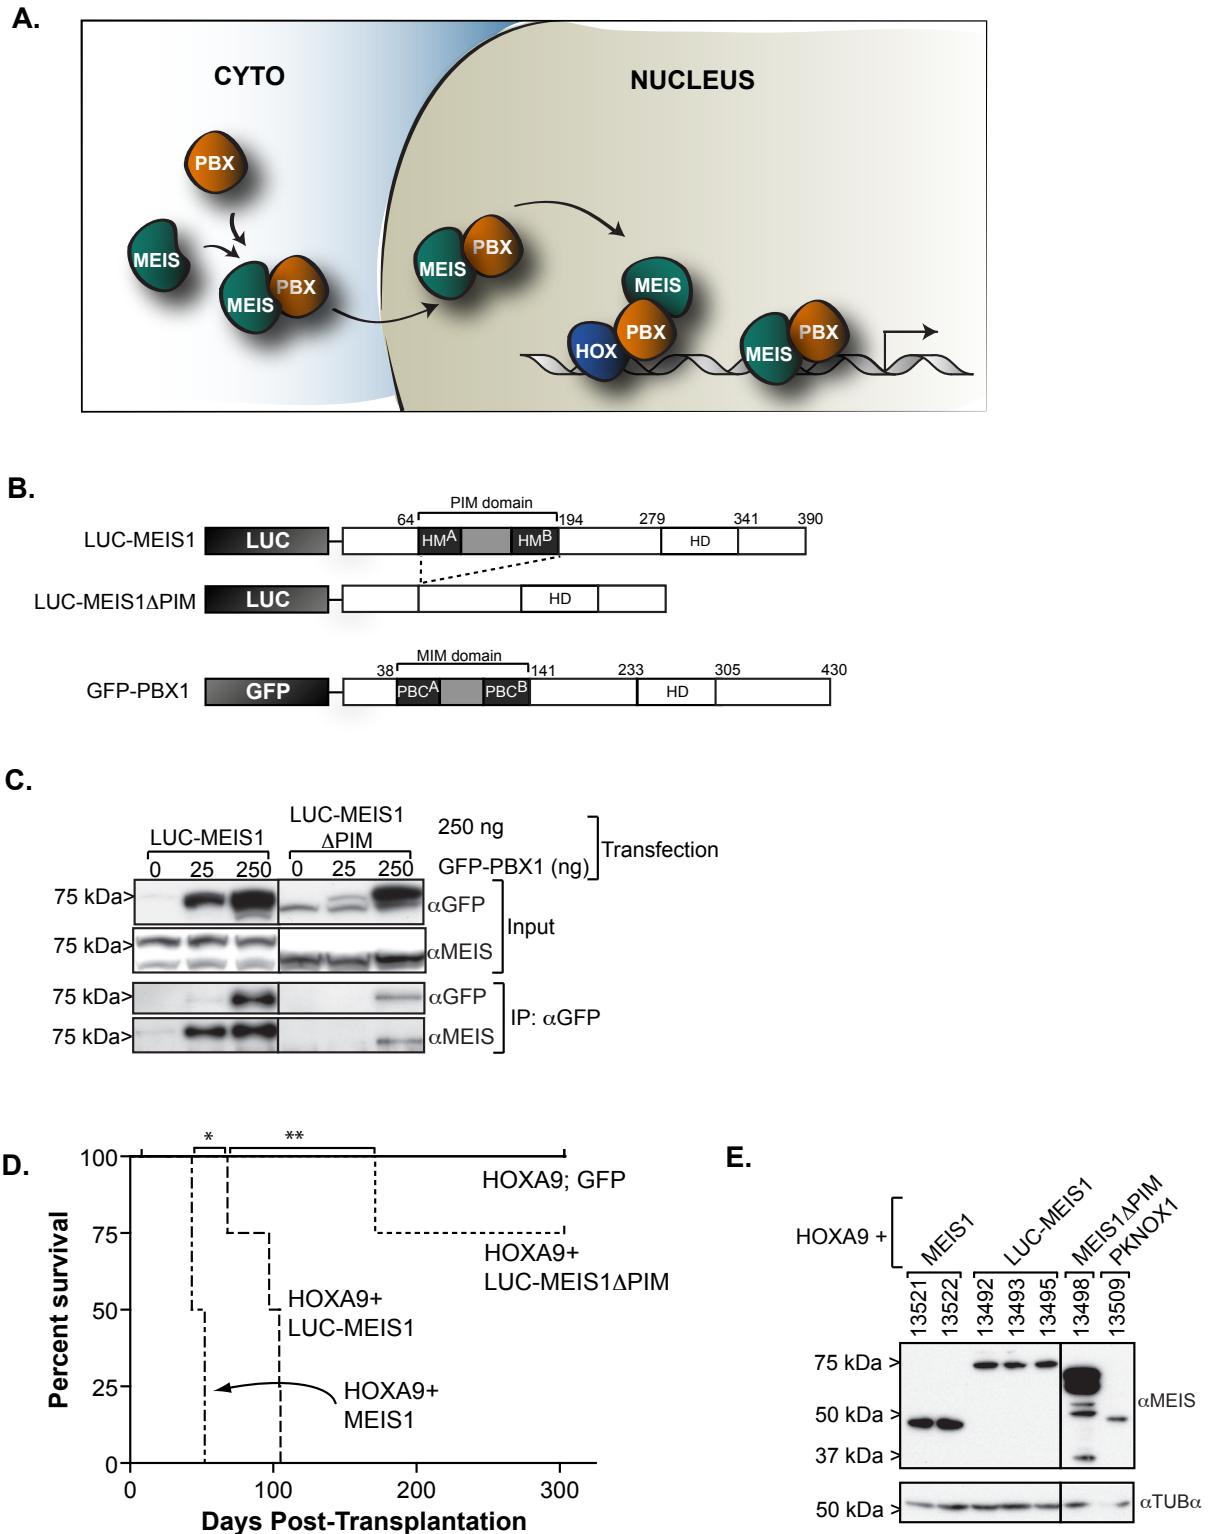 A.
CYTO
NUCLEUS
PBX
MEIS
MEIS PBX
MEIS PBX
MEIS
HOX PBX
MEIS PBX
B.
PIM domain
64 194 279 341 390
LUC-MEIS1 LUC HMA HMB HD
LUC-MEIS1ΔPIM LUC HD
MIM domain
38 141 233 305 430
GFP-PBX1 GFP PBCA PBCB HD
C.
LUC-MEIS1 LUC-MEIS1 ΔPIM 250 ng
0 25 250 0 25 250 GFP-PBX1 (ng)
Transfection
75 kDa> αGFP
75 kDa> αMEIS
Input
75 kDa> αGFP
75 kDa> αMEIS
IP: αGFP
D.
* **
100
75
50
25
0
Percent survival
HOXA9; GFP
HOXA9+
LUC-MEIS1ΔPIM
HOXA9+
LUC-MEIS1
HOXA9+
MEIS1
0 100 200 300
Days Post-Transplantation
E.
HOXA9 +
MEIS1 LUC-MEIS1 MEIS1ΔPIM PKNOX1
13521 13522 13492 13493 13495 13498 13509
75 kDa >
50 kDa >
37 kDa >
αMEIS
50 kDa > αTUBα